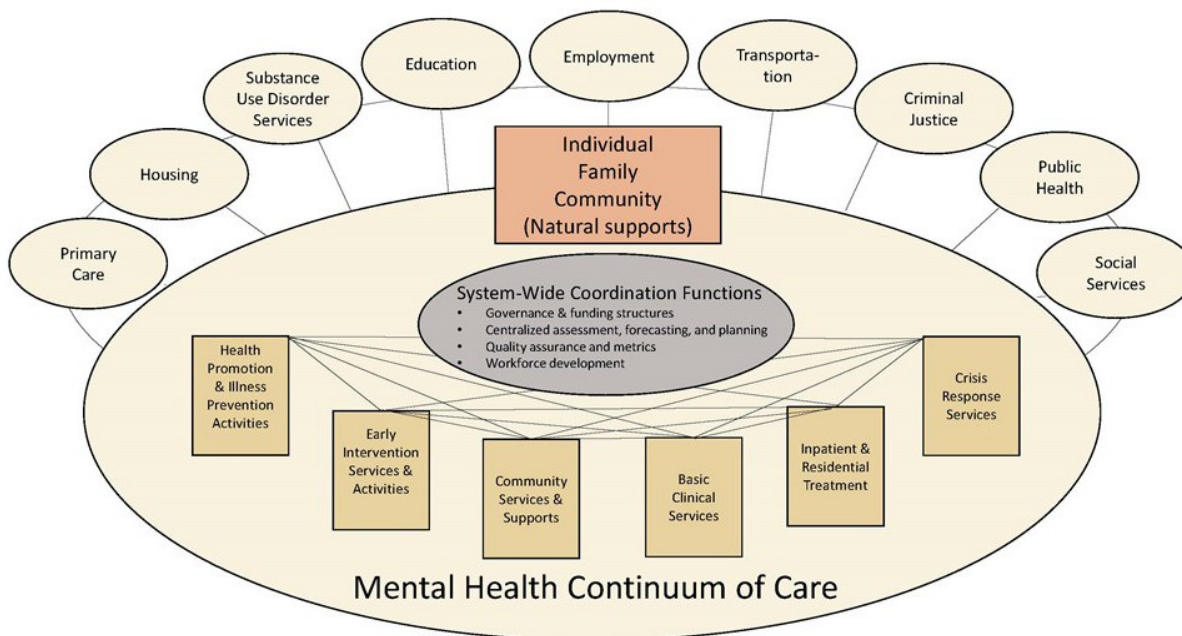 Primary
Care
Housing
Substance
Use Disorder
Services
Education
Employment
Transporta-
tion
Criminal
Justice
Public
Health
Social
Services
Individual
Family
Community
(Natural supports)
System-Wide Coordination Functions
• Governance & funding structures
• Centralized assessment, forecasting, and planning
• Quality assurance and metrics
• Workforce development
Health
Promotion
& Illness
Prevention
Activities
Early
Intervention
Services &
Activities
Community
Services &
Supports
Basic
Clinical
Services
Inpatient &
Residential
Treatment
Crisis
Response
Services
Mental Health Continuum of Care